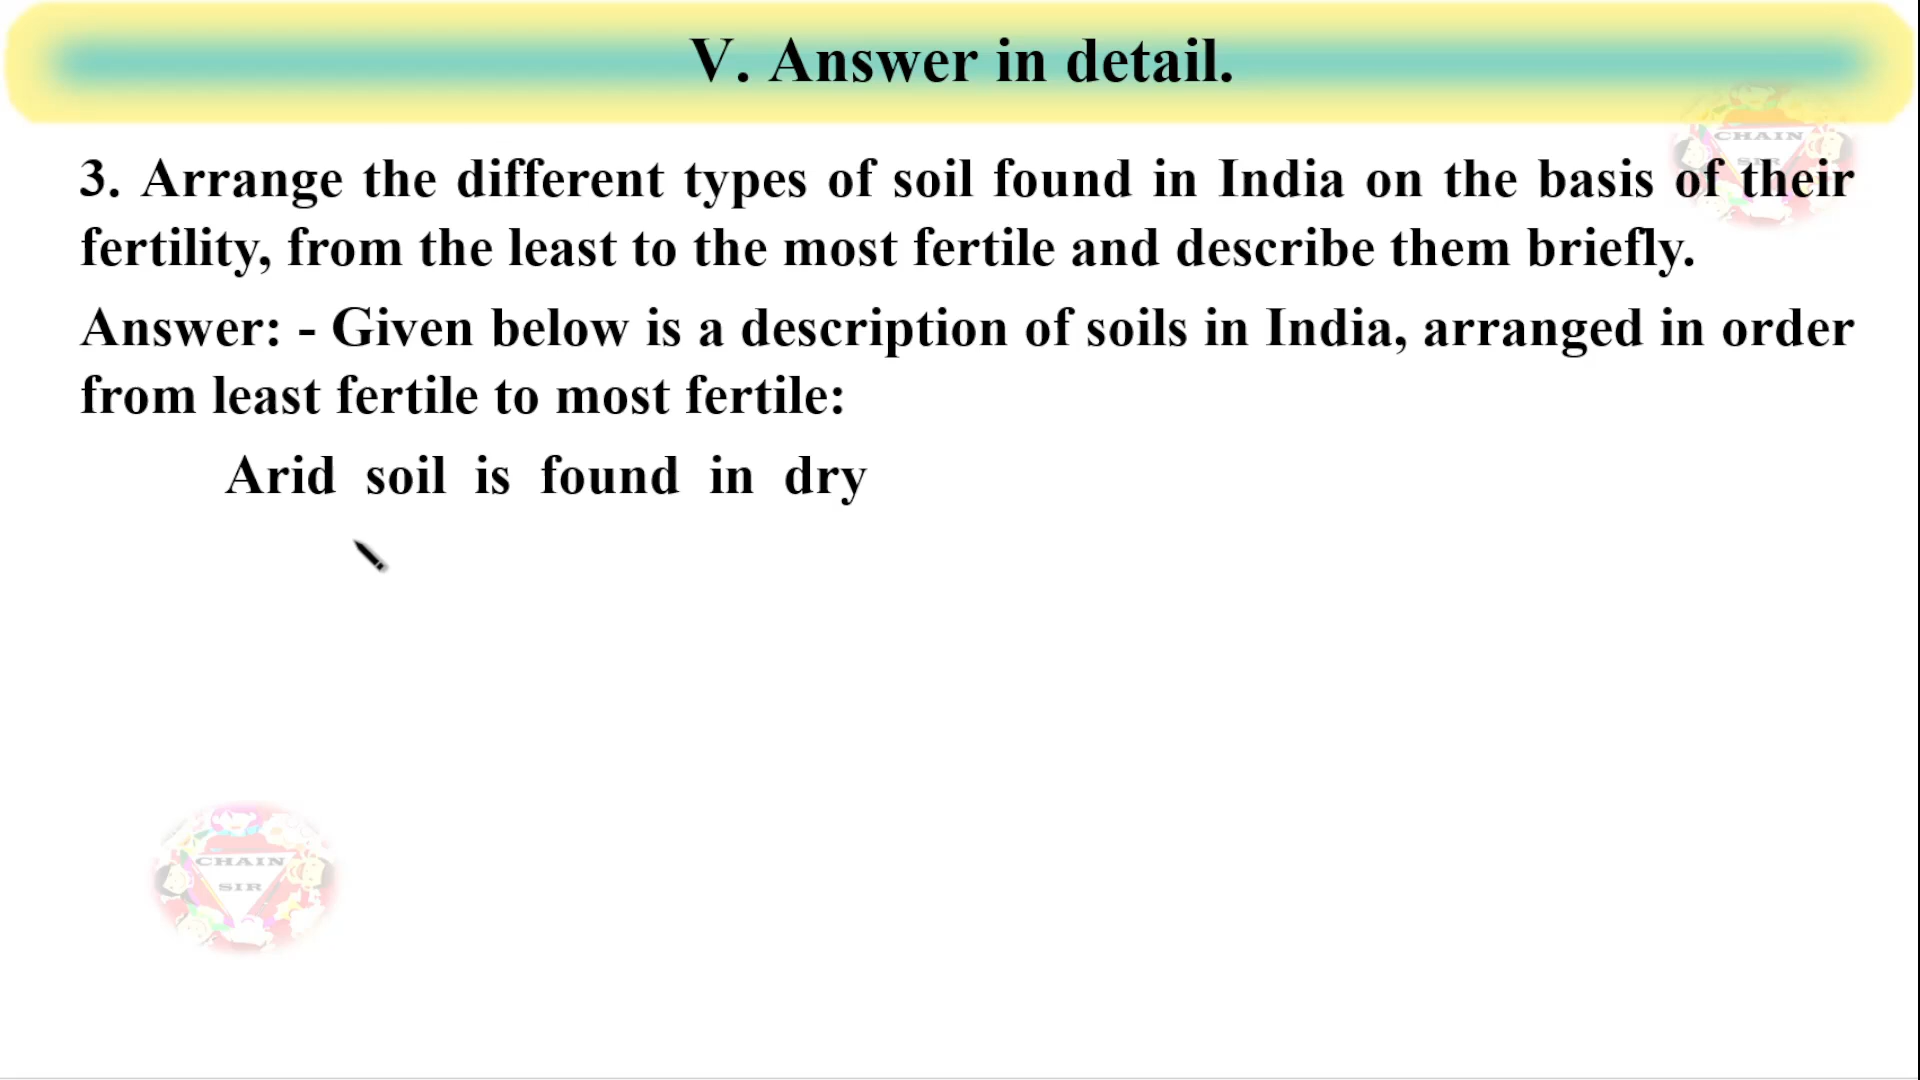 V. Answer in detail.
CHAIN
SIR
3. Arrange the different types of soil found in India on the basis of their
fertility, from the least to the most fertile and describe them briefly.
Answer: - Given below is a description of soils in India, arranged in order
from least fertile to most fertile:
Arid soil is found in dry
CHAIN
SIR